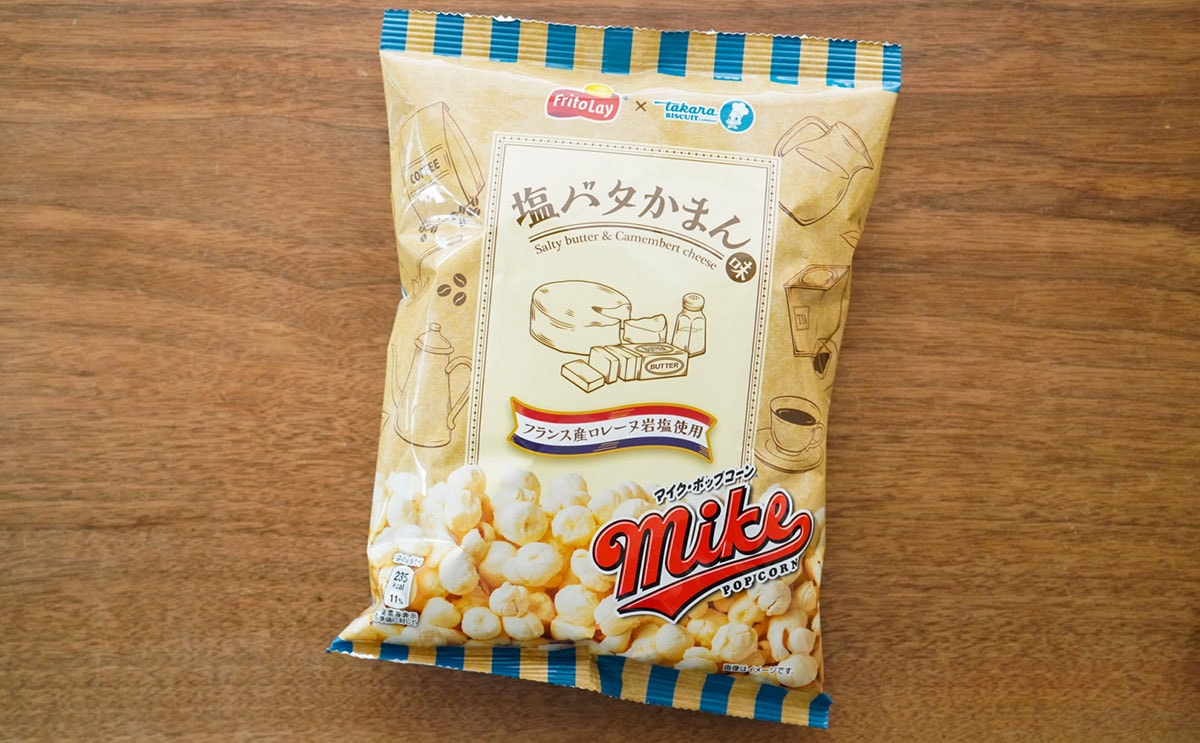 FritoLay × takara
BISCUIT
COFFEE
塩バタかまん味
Salty butter & Camembert cheese
TEA
BUTTER
フランス産ロレーヌ岩塩使用
マイク・ポップコーン
mike
POPCORN
235
kcal
11%
画像はイメージです。